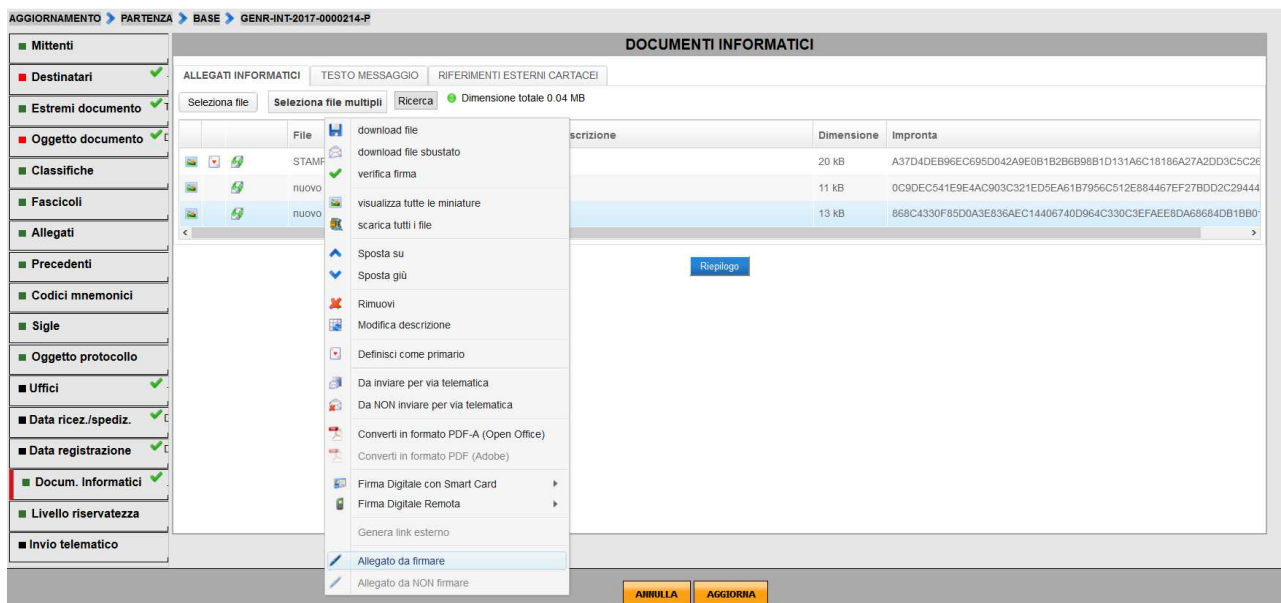 AGGIORNAMENTO PARTENZA BASE GENR-INT-2017-0000214-P
Mittenti
Destinatari
Estremi documento
Oggetto documento
Classifiche
Fascicoli
Allegati
Precedenti
Codici mnemonici
Sigle
Oggetto protocollo
Uffici
Data ricez./spediz.
Data registrazione
Docum. Informatici
Livello riservatezza
Invio telematico
DOCUMENTI INFORMATICI
ALLEGATI INFORMATICI TESTO MESSAGGIO RIFERIMENTI ESTERNI CARTACEI
Seleziona file Seleziona file multipli Ricerca Dimensione totale 0.04 MB
File scrizione Dimensione Impronta
STAMP 20 kB A37D4DEB96EC695D042A9E0B1B2B6B98B1D131A6C18186A27A2DD3C5C26
nuovo 11 kB 0C9DEC541E9E4AC903C321ED5EA61B7956C512E884467EF27BDD2C29444
nuovo 13 kB 868C4330F85D0A3E836AEC14406740D964C330C3EFAEE8DA68684DB1BB0
download file
download file sbustato
verifica firma
visualizza tutte le miniature
scarica tutti i file
Sposta su
Sposta giù
Rimuovi
Modifica descrizione
Definisci come primario
Da inviare per via telematica
Da NON inviare per via telematica
Converti in formato PDF-A (Open Office)
Converti in formato PDF (Adobe)
Firma Digitale con Smart Card
Firma Digitale Remota
Genera link esterno
Allegato da firmare
Allegato da NON firmare
Riepilogo
ANNULLA AGGIORNA